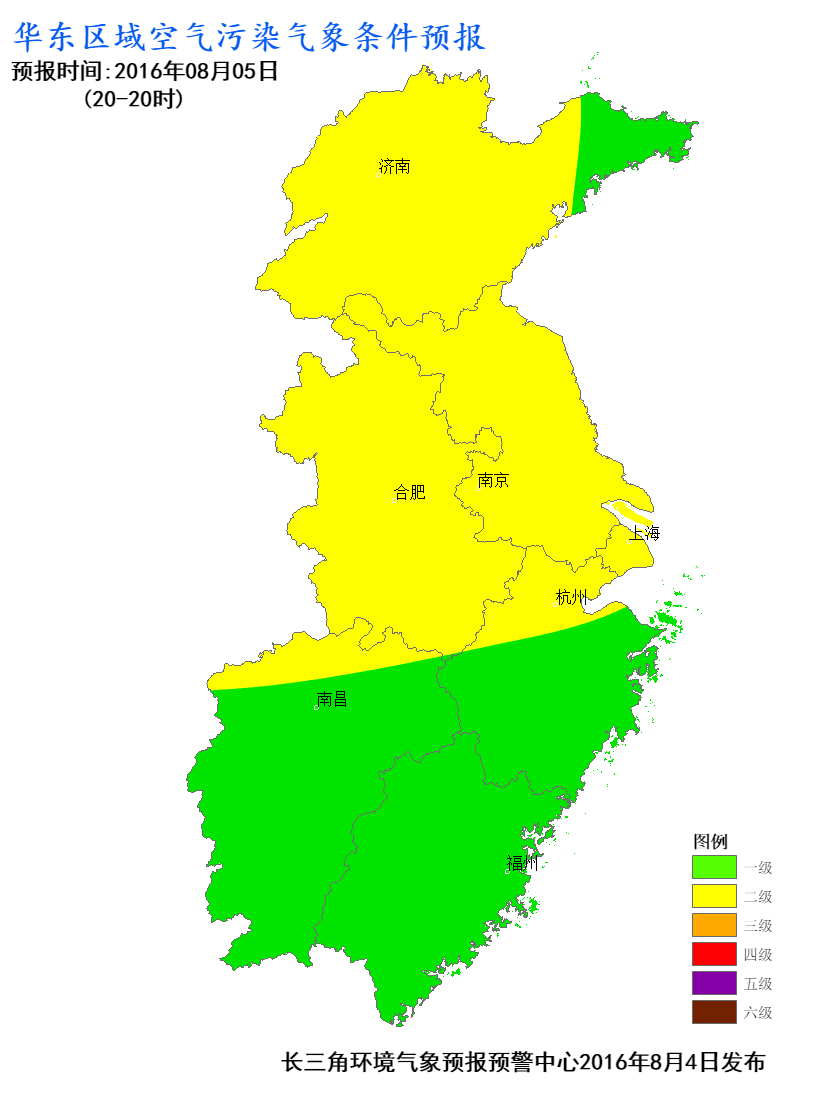 华东区域空气污染气象条件预报
预报时间:2016年08月05日
(20-20时)
济南
南京
合肥
上海
杭州
南昌
福州
图例
一级
二级
三级
四级
五级
六级
长三角环境气象预报预警中心2016年8月4日发布